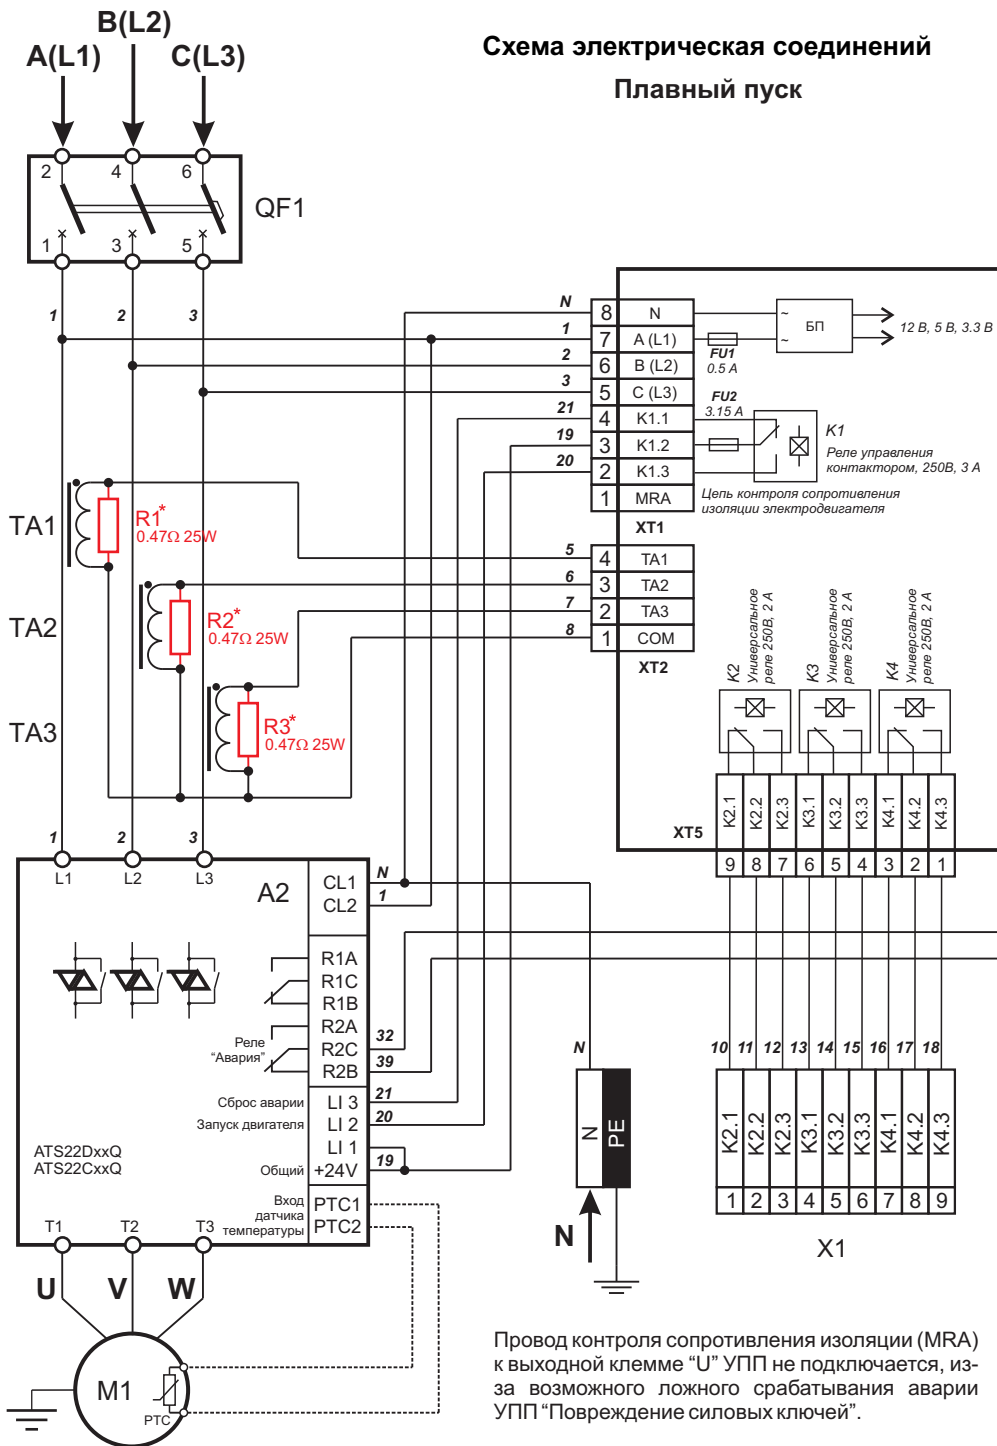 B(L2)
A(L1) C(L3)
Схема электрическая соединений
Плавный пуск
2 4 6
QF1
1 3 5
1 2 3
N 8 N
1 7 A (L1)
2 6 B (L2)
3 5 C (L3)
21 4 K1.1
19 3 K1.2
20 2 K1.3
1 MRA
XT1
~
~
БП
12 В, 5 В, 3.3 В
FU1
0.5 A
FU2
3.15 A
K1
Реле управления
контактором, 250В, 3 А
Цепь контроля сопротивления
изоляции электродвигателя
5 4 TA1
6 3 TA2
7 2 TA3
8 1 COM
XT2
TA1
R1*
0.47Ω 25W
TA2
R2*
0.47Ω 25W
TA3
R3*
0.47Ω 25W
K2
Универсальное
реле 250В, 2 А
K3
Универсальное
реле 250В, 2 А
K4
Универсальное
реле 250В, 2 А
XT5
K2.1 K2.2 K2.3 K3.1 K3.2 K3.3 K4.1 K4.2 K4.3
9 8 7 6 5 4 3 2 1
1 2 3
L1 L2 L3
A2
CL1 N
CL2 1
R1A
R1C
R1B
R2A
R2C 32
R2B 39
Реле
“Авария”
Сброс аварии LI 3 21
Запуск двигателя LI 2 20
LI 1
Общий +24V 19
Вход
датчика
температуры
PTC1
PTC2
ATS22DxxQ
ATS22CxxQ
T1 T2 T3
U V W
M1
PTC
N
N PE
N
10 11 12 13 14 15 16 17 18
K2.1 K2.2 K2.3 K3.1 K3.2 K3.3 K4.1 K4.2 K4.3
1 2 3 4 5 6 7 8 9
X1
Провод контроля сопротивления изоляции (MRA)
к выходной клемме “U” УПП не подключается, из-
за возможного ложного срабатывания аварии
УПП “Повреждение силовых ключей”.